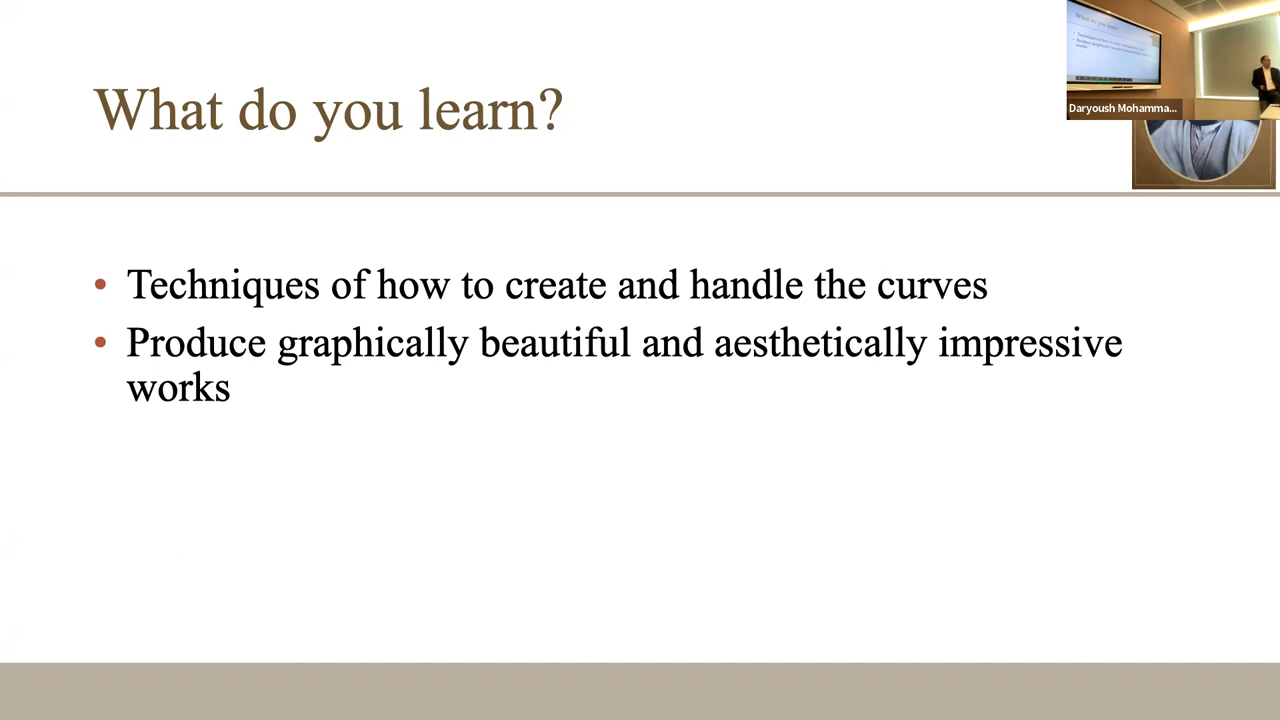 What do you learn?
Daryoush Mohamma...
• Techniques of how to create and handle the curves
• Produce graphically beautiful and aesthetically impressive
works